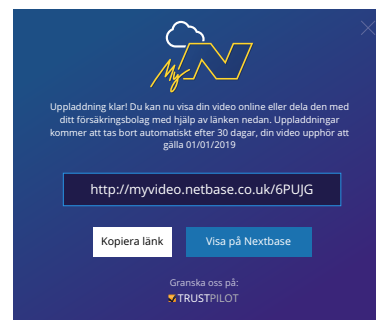 My N
Uppladdning klar! Du kan nu visa din video online eller dela den med
ditt försäkringsbolag med hjälp av länken nedan. Uppladdningar
kommer att tas bort automatiskt efter 30 dagar, din video upphör att
gälla 01/01/2019
http://myvideo.netbase.co.uk/6PUJG
Kopiera länk
Visa på Nextbase
Granska oss på:
TRUSTPILOT